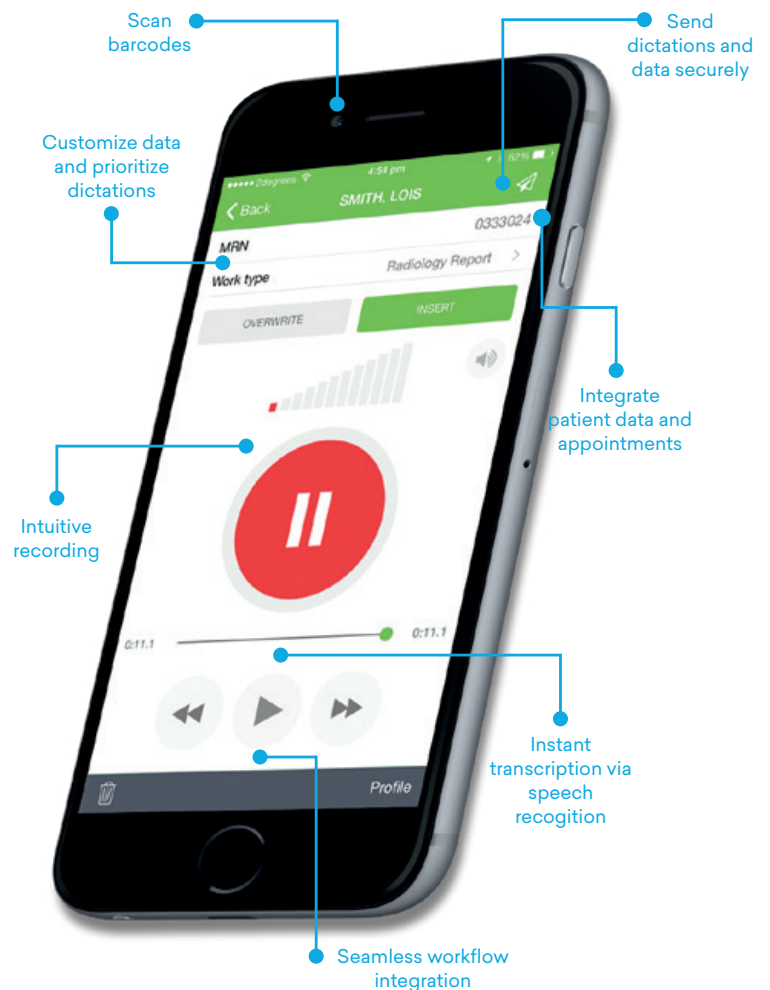 Scan
barcodes
Send
dictations and
data securely
Customize data
and prioritize
dictations
2degrees
4:54 pm
62%
Back
SMITH, LOIS
MRN
0333024
Work type
Radiology Report
OVERWRITE
INSERT
Integrate
patient data and
appointments
Intuitive
recording
0:11.1
0:11.1
Instant
transcription via
speech
recogition
Profile
Seamless workflow
integration